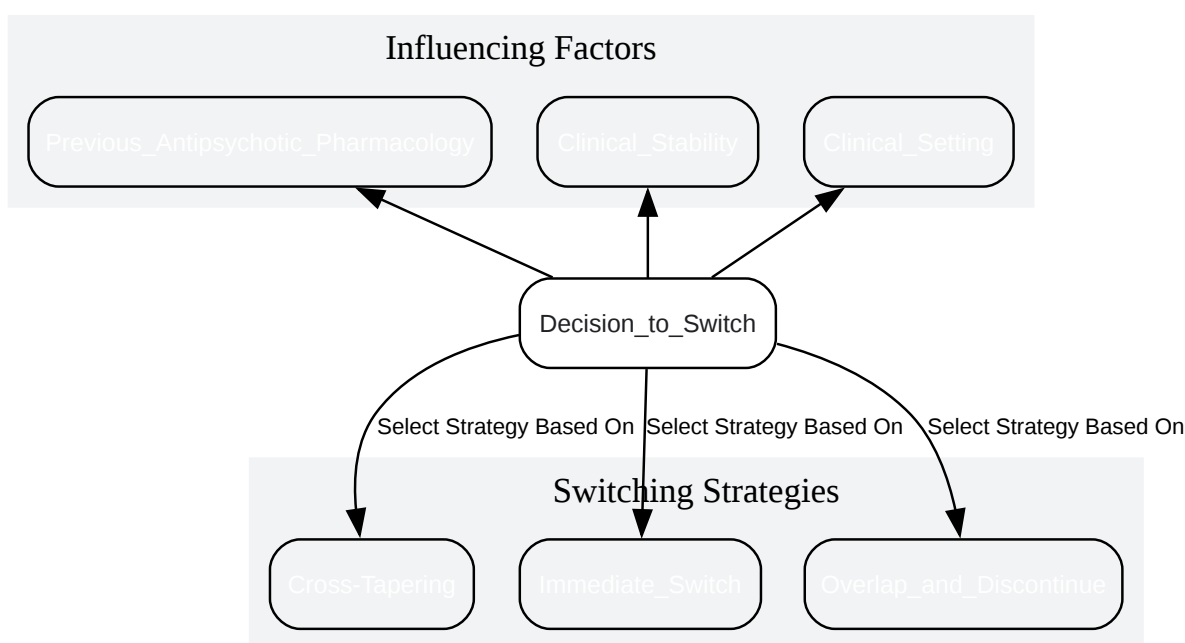 Influencing Factors
Previous_Antipsychotic_Pharmacology Clinical_Stability Clinical_Setting
Decision_to_Switch
Select Strategy Based On Select Strategy Based On Select Strategy Based On
Switching Strategies
Cross-Tapering Immediate_Switch Overlap_and_Discontinue